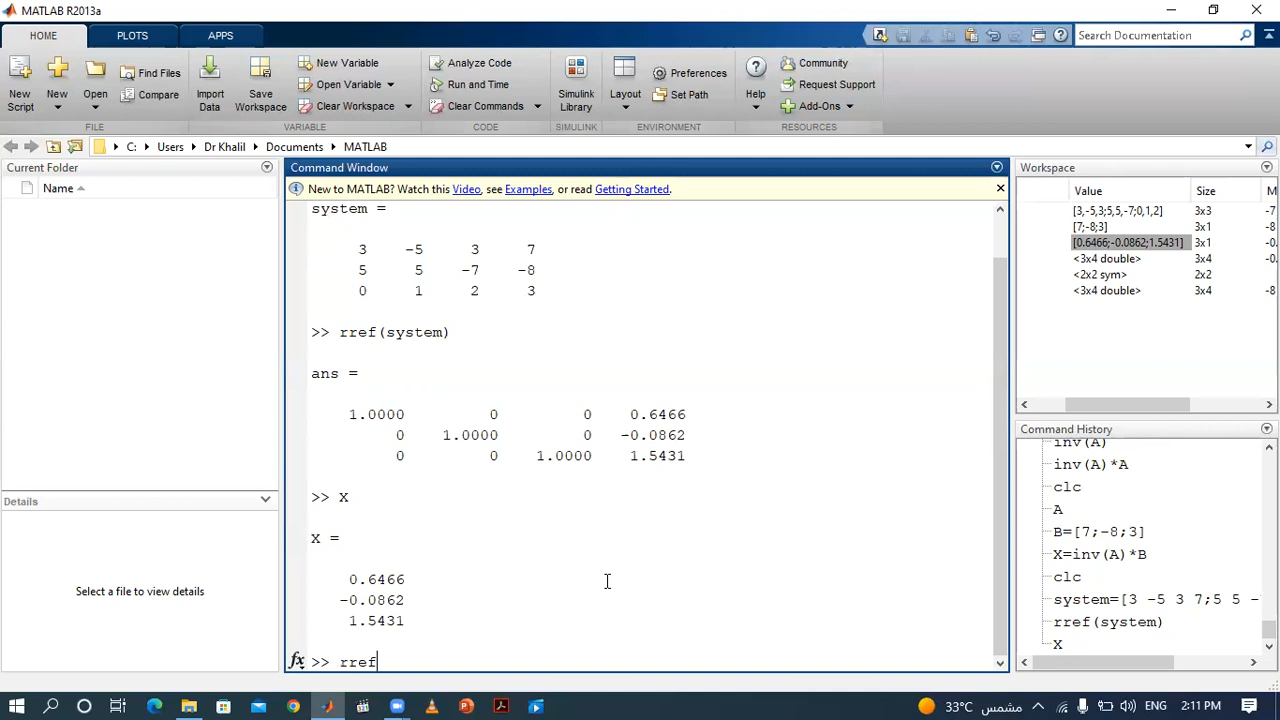 MATLAB R2013a
HOME PLOTS APPS
Search Documentation
New Script
New
Open
Find Files
Compare
Import Data
Save Workspace
New Variable
Open Variable
Clear Workspace
Analyze Code
Run and Time
Clear Commands
Simulink Library
Layout
Preferences
Set Path
Help
Community
Request Support
Add-Ons
FILE VARIABLE CODE SIMULINK ENVIRONMENT RESOURCES
C: Users Dr Khalil Documents MATLAB
Current Folder
Name
Details
Select a file to view details
Command Window
New to MATLAB? Watch this Video, see Examples, or read Getting Started.
system =
3 -5 3 7
5 5 -7 -8
0 1 2 3
>> rref(system)
ans =
1.0000 0 0 0.6466
0 1.0000 0 -0.0862
0 0 1.0000 1.5431
>> X
X =
0.6466
-0.0862
1.5431
fx >> rref
Workspace
Value Size M
[3,-5,3;5,5,-7;0,1,2] 3x3 -7
[7;-8;3] 3x1 -8
[0.6466;-0.0862;1.5431] 3x1 -0.
<3x4 double> 3x4 -0.
<2x2 sym> 2x2
<3x4 double> 3x4 -8
Command History
inv(A)
inv(A)*A
clc
A
B=[7;-8;3]
X=inv(A)*B
clc
system=[3 -5 3 7;5 5 -
rref(system)
X
33°C مشمس ENG 2:11 PM